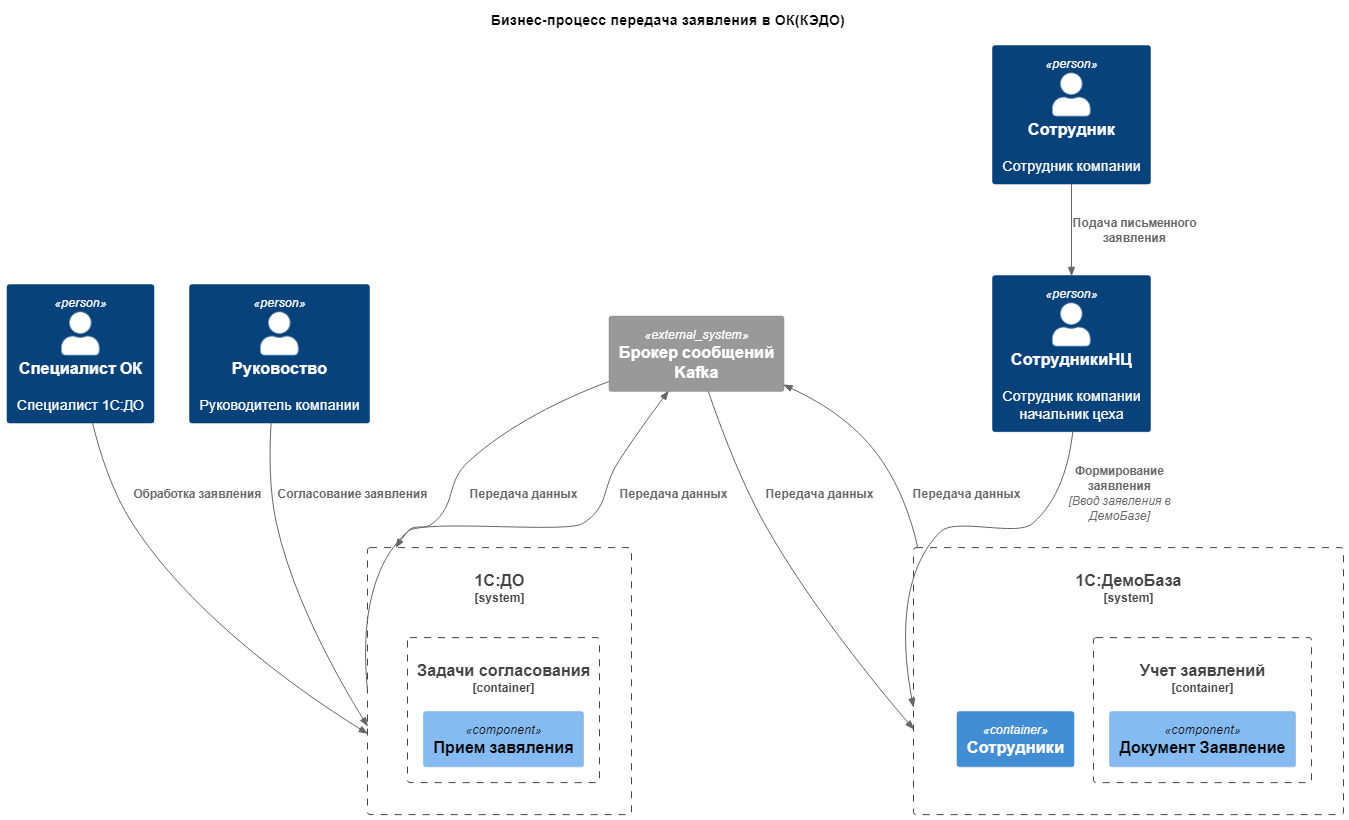 Бизнес-процесс передача заявления в ОК(КЭДО)
«person»
Сотрудник
Сотрудник компании
Подача письменного
заявления
«person»
СотрудникиНЦ
Сотрудник компании
начальник цеха
«person»
Специалист ОК
Специалист 1С:ДО
«person»
Руковоство
Руководитель компании
«external_system»
Брокер сообщений
Kafka
Обработка заявления
Согласование заявления
Передача данных
Передача данных
Передача данных
Передача данных
Формирование
заявления
[Ввод заявления в
ДемоБазе]
1С:ДО
[system]
Задачи согласования
[container]
«component»
Прием завяления
1С:ДемоБаза
[system]
«container»
Сотрудники
Учет заявлений
[container]
«component»
Документ Заявление